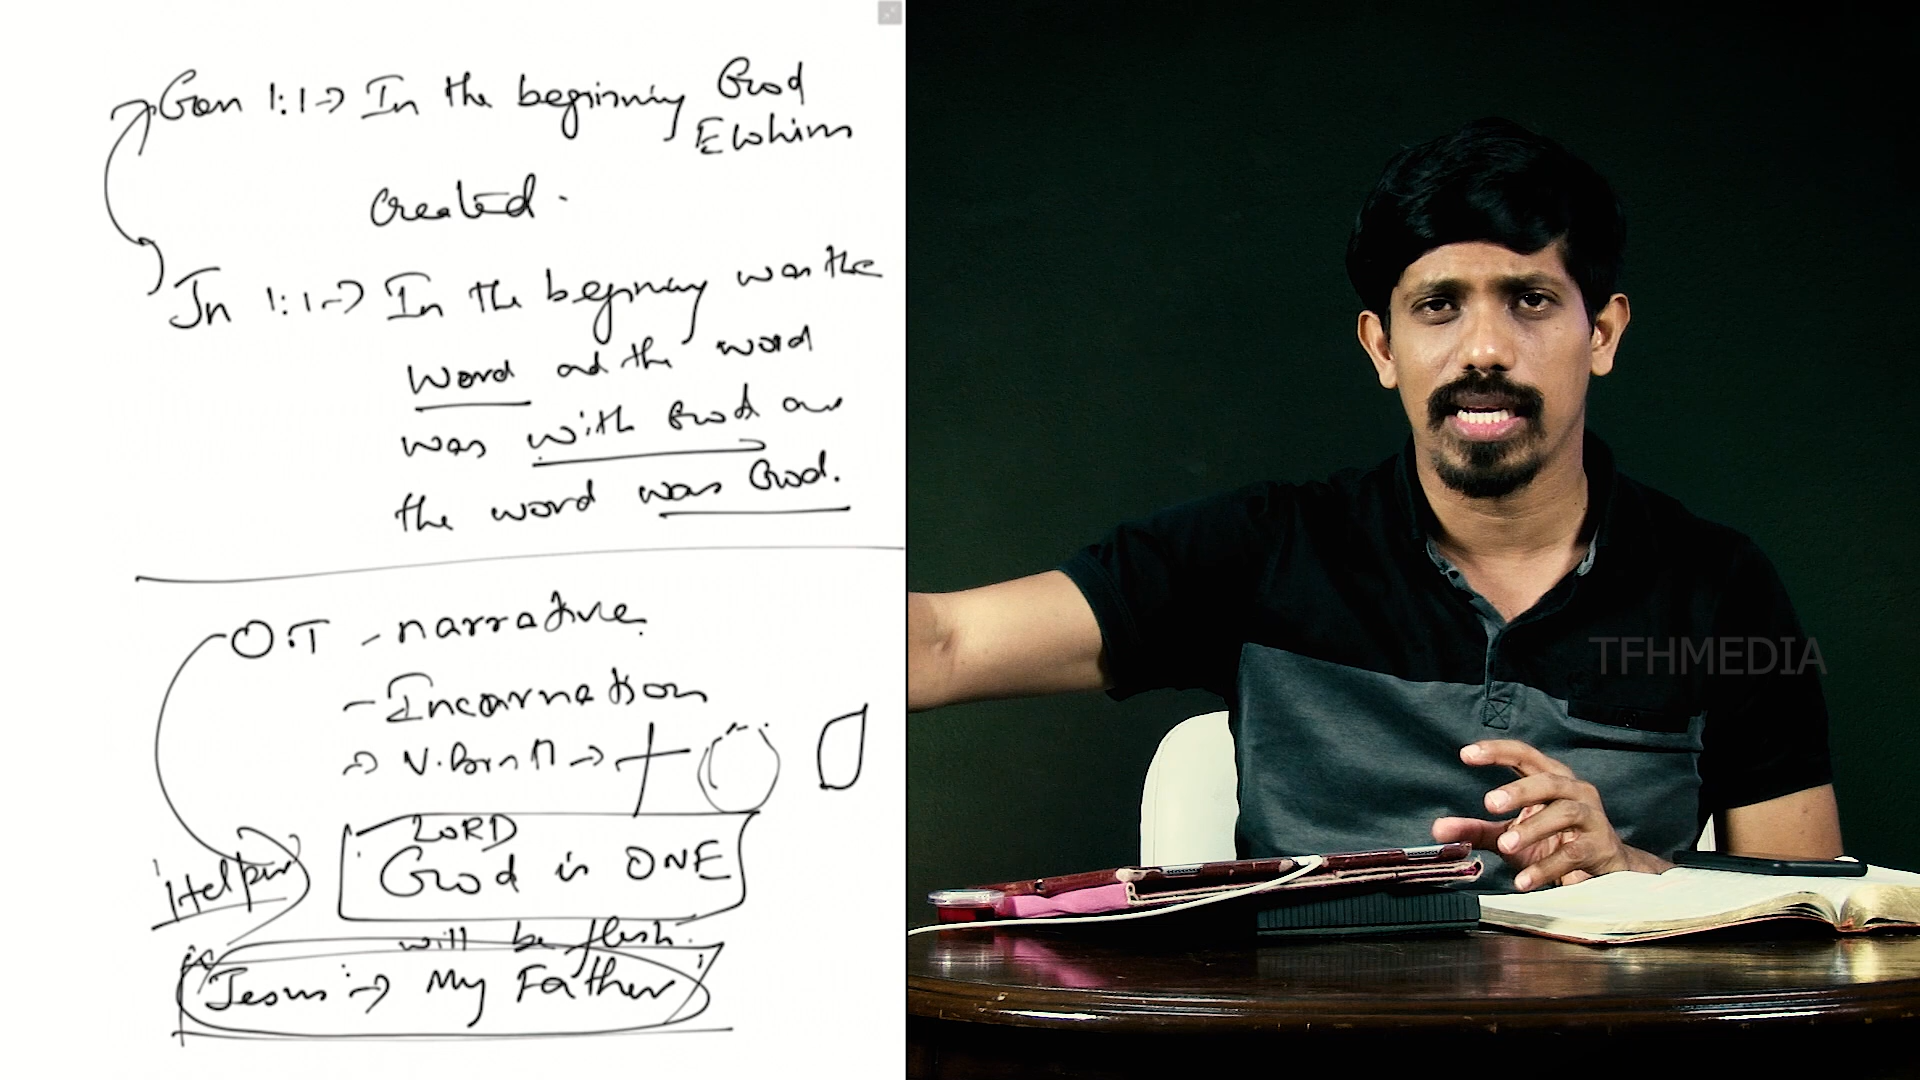 Gen 1:1 → In the beginning God
Elohim
Created.
Jn 1:1 → In the beginning was the
Word and the word
was with God and
the word was God.
O.T - narrative.
- Incarnation
→ V. Born
LORD
God is ONE
Helper
will be flesh.
Jesus → My Father
TFHMEDIA